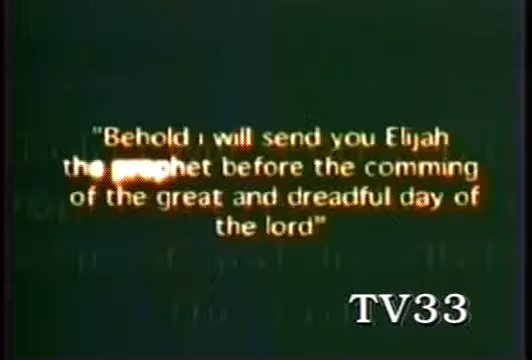 "Behold i will send you Elijah
the prophet before the comming
of the great and dreadful day of
the lord"
TV33